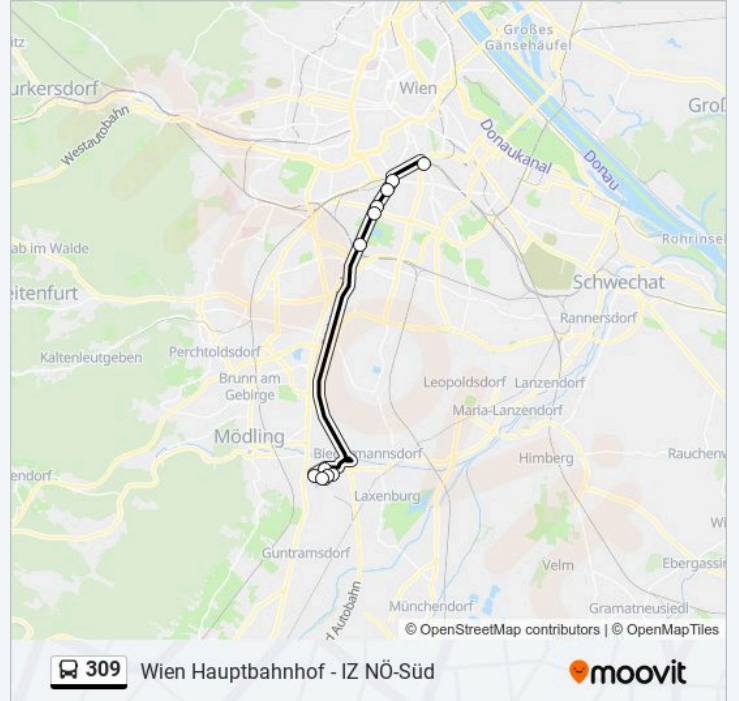 Großes
Gänsehäufel
itz
urkersdorf
Wien
Groß
Westautobahn
Donaukanal
Donau
ab im Walde
Rohrinsel
eitenfurt
Schwechat
Rannersdorf
Kaltenleutgeben
Perchtoldsdorf
Brunn am
Gebirge
Leopoldsdorf
Lanzendorf
Maria-Lanzendorf
Mödling
endorf
mannsdorf
Himberg
Rauchenw
Laxenburg
Wi
Guntramsdorf
Velm
Ebergassin
Münchendorf
Gramatneusiedl
Autobahn
© OpenStreetMap contributors | © OpenMapTiles
309 Wien Hauptbahnhof - IZ NÖ-Süd
moovit